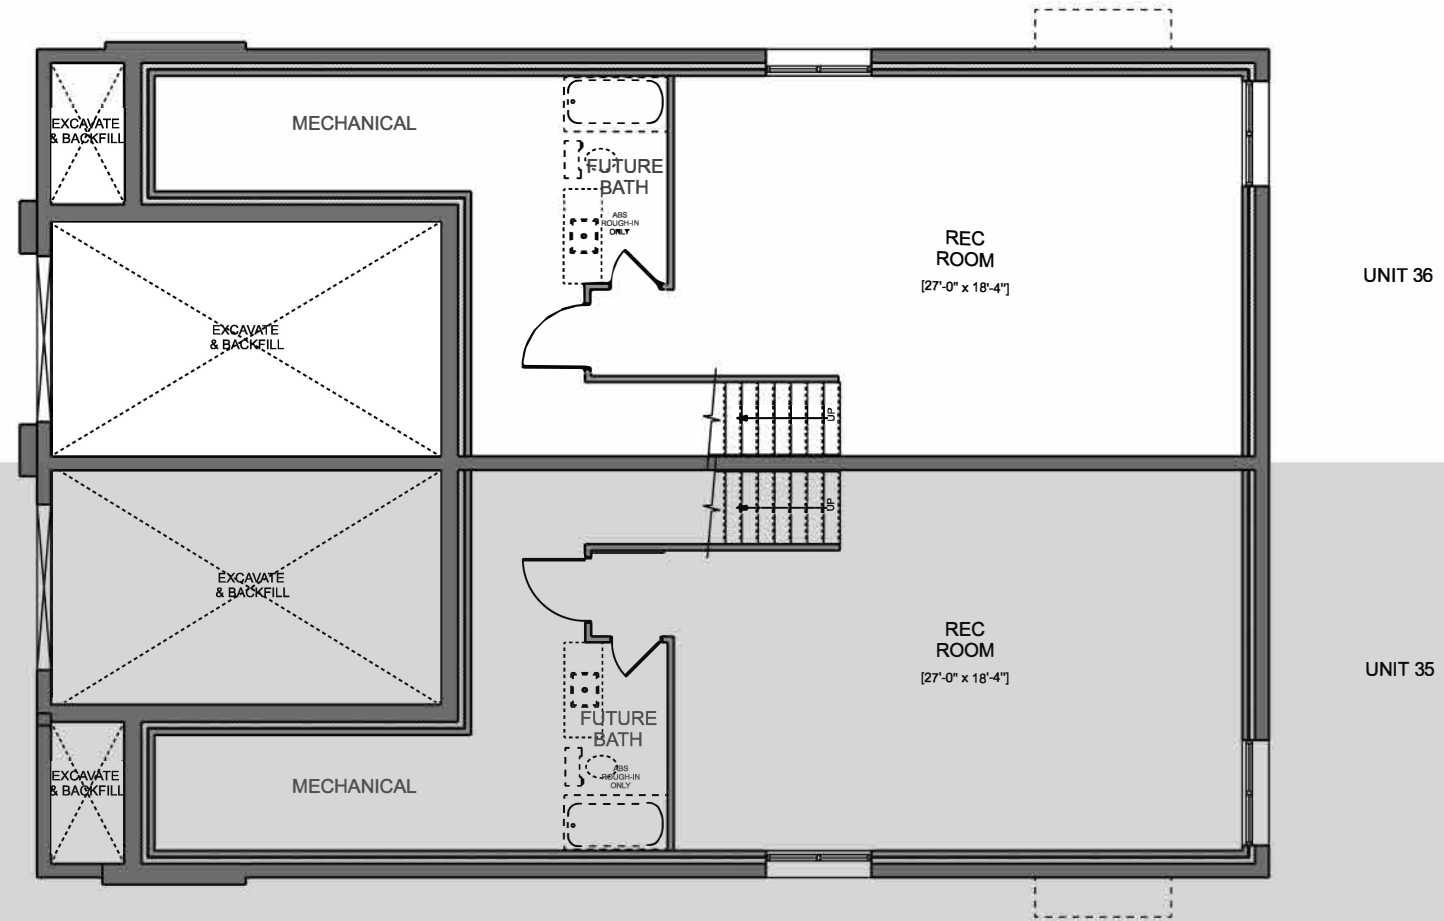 EXCAVATE
& BACKFILL
MECHANICAL
FUTURE
BATH
ABS
ROUGH-IN
ONLY
REC
ROOM
[27'-0" x 18'-4"]
UNIT 36
EXCAVATE
& BACKFILL
UP
UP
EXCAVATE
& BACKFILL
REC
ROOM
[27'-0" x 18'-4"]
UNIT 35
FUTURE
BATH
ABS
ROUGH-IN
ONLY
EXCAVATE
& BACKFILL
MECHANICAL